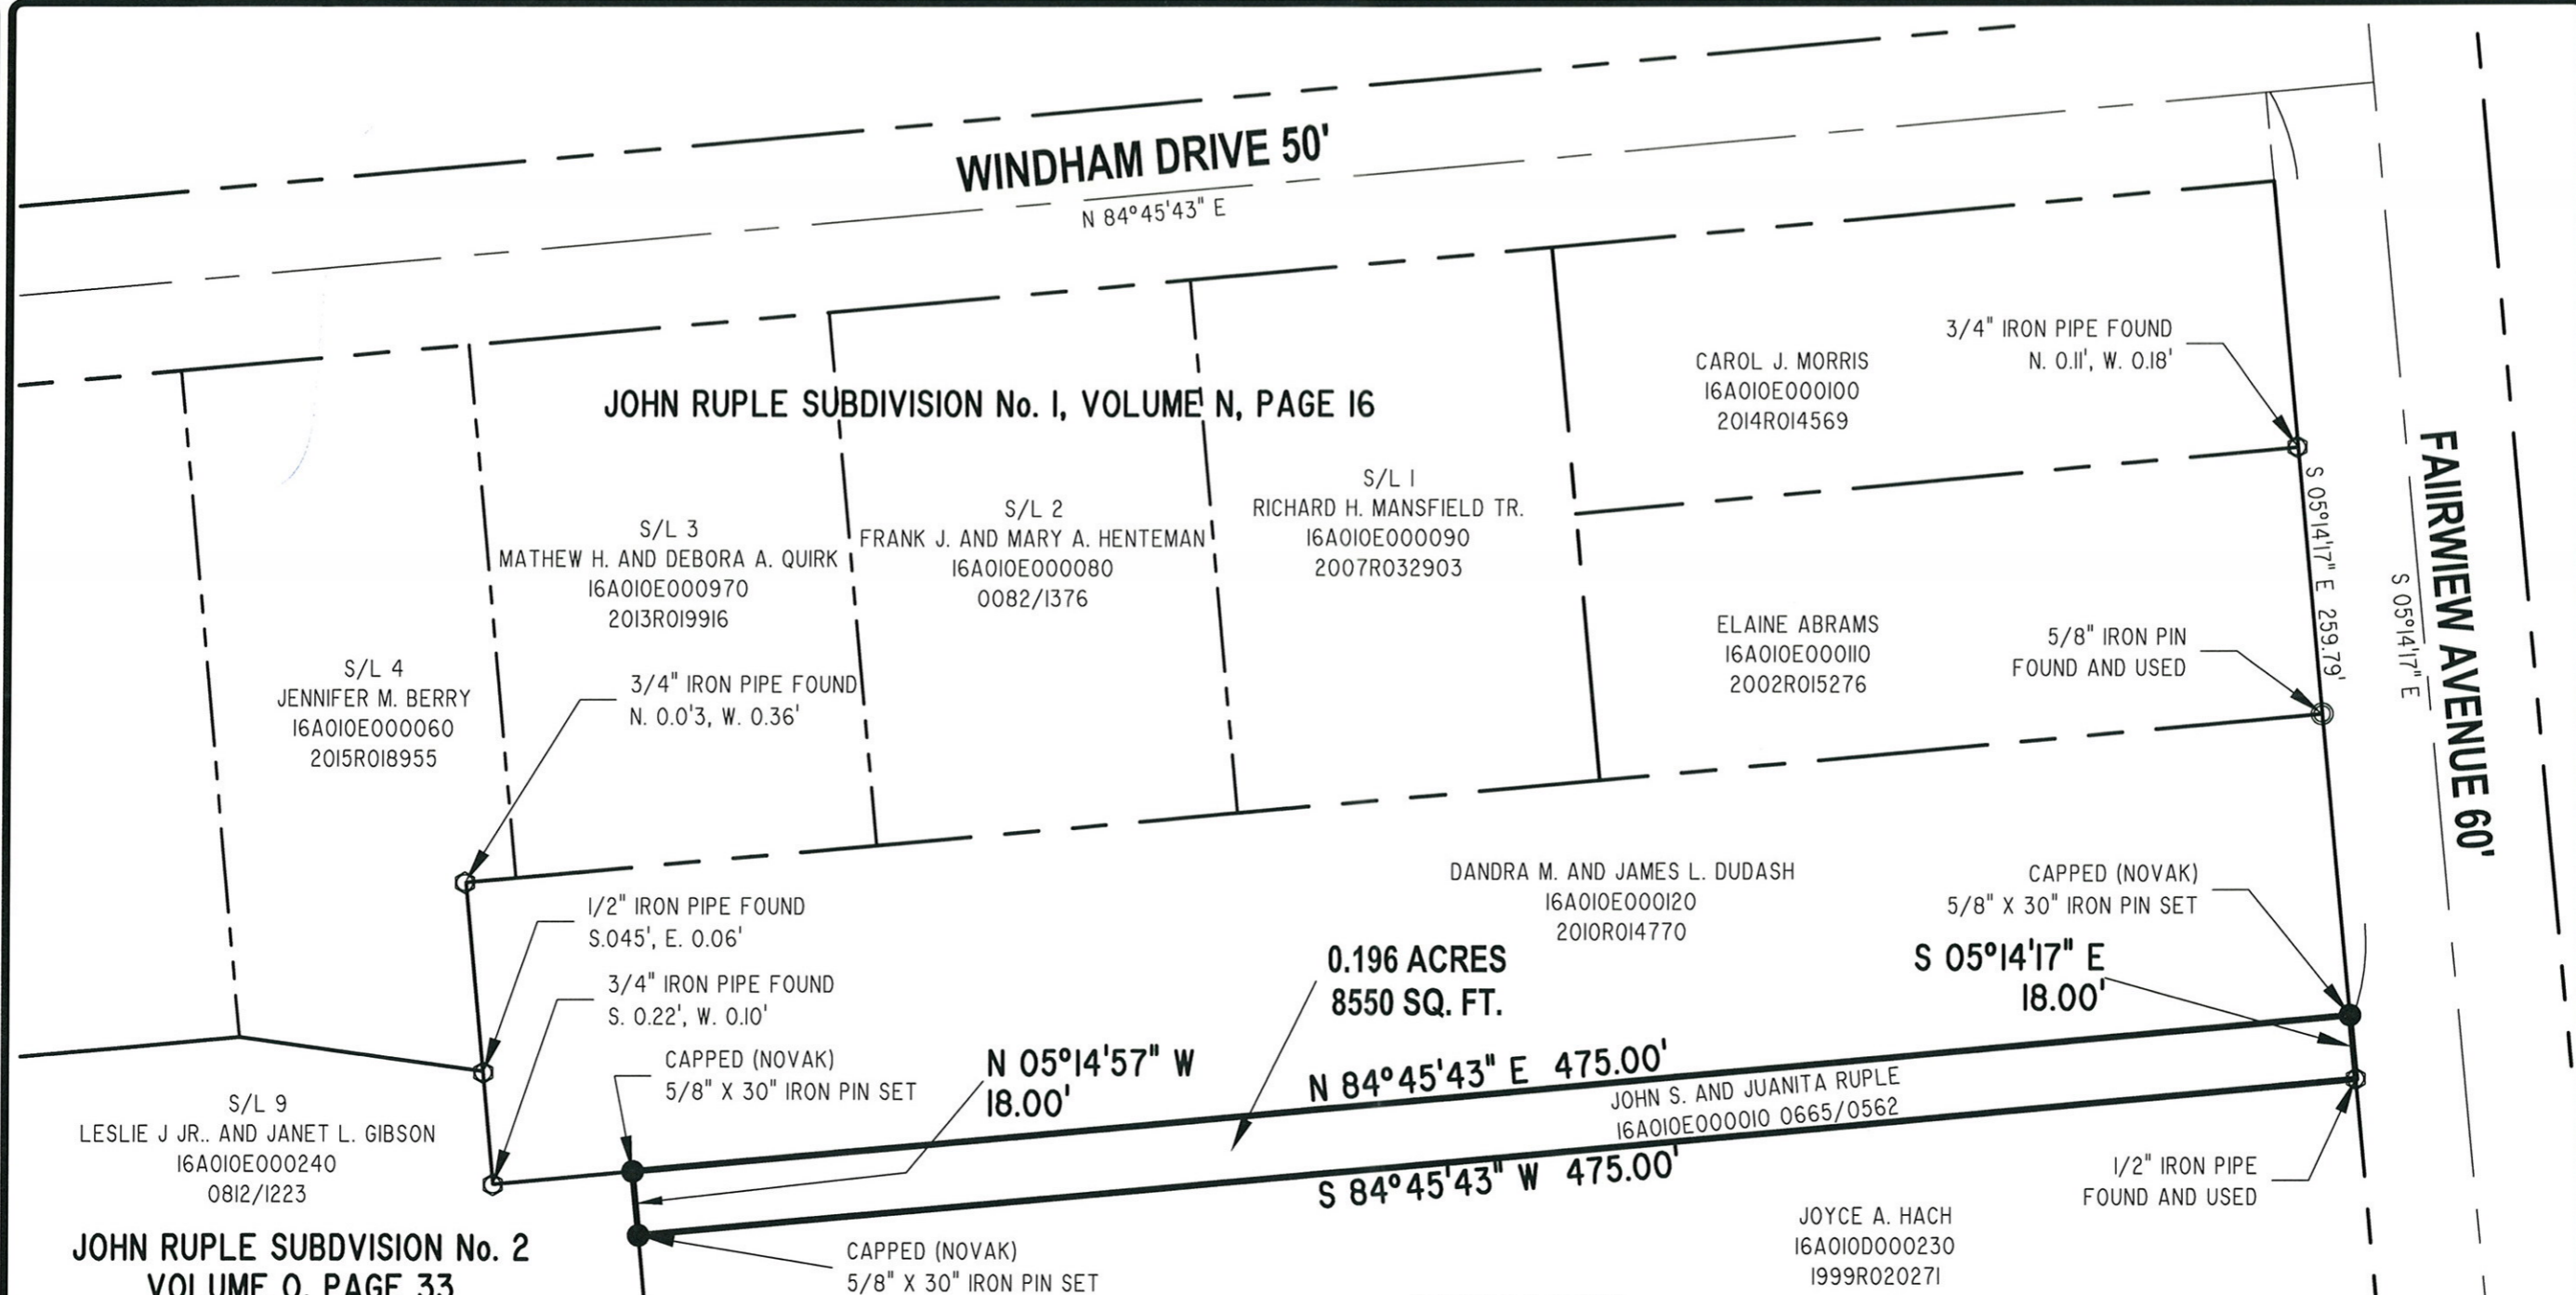 WINDHAM DRIVE 50'
N 84°45'43" E
JOHN RUPLE SUBDIVISION No. 1, VOLUME N, PAGE 16
CAROL J. MORRIS
16A010E000100
2014R014569
3/4" IRON PIPE FOUND
N. 0.11', W. 0.18'
S/L 1
RICHARD H. MANSFIELD TR.
16A010E000090
2007R032903
S/L 2
FRANK J. AND MARY A. HENTEMAN
16A010E000080
0082/1376
S/L 3
MATHEW H. AND DEBORA A. QUIRK
16A010E000970
2013R019916
S/L 4
JENNIFER M. BERRY
16A010E000060
2015R018955
3/4" IRON PIPE FOUND
N. 0.0'3, W. 0.36'
ELAINE ABRAMS
16A010E000110
2002R015276
5/8" IRON PIN
FOUND AND USED
S 05°14'17" E 259.79'
S 05°14'17" E
FAIIRWIEW AVENUE 60'
DANDRA M. AND JAMES L. DUDASH
16A010E000120
2010R014770
CAPPED (NOVAK)
5/8" X 30" IRON PIN SET
1/2" IRON PIPE FOUND
S.045', E. 0.06'
3/4" IRON PIPE FOUND
S. 0.22', W. 0.10'
0.196 ACRES
8550 SQ. FT.
S 05°14'17" E
18.00'
CAPPED (NOVAK)
5/8" X 30" IRON PIN SET
N 05°14'57" W
18.00'
N 84°45'43" E 475.00'
JOHN S. AND JUANITA RUPLE
16A010E000010 0665/0562
S 84°45'43" W 475.00'
S/L 9
LESLIE J JR.. AND JANET L. GIBSON
16A010E000240
0812/1223
1/2" IRON PIPE
FOUND AND USED
JOHN RUPLE SUBDVISION No. 2
VOLUME O, PAGE 33
CAPPED (NOVAK)
5/8" X 30" IRON PIN SET
JOYCE A. HACH
16A010D000230
1999R020271